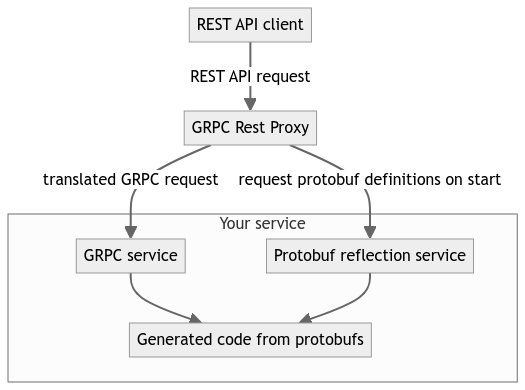 REST API client
REST API request
GRPC Rest Proxy
translated GRPC request
request protobuf definitions on start
Your service
GRPC service
Protobuf reflection service
Generated code from protobufs